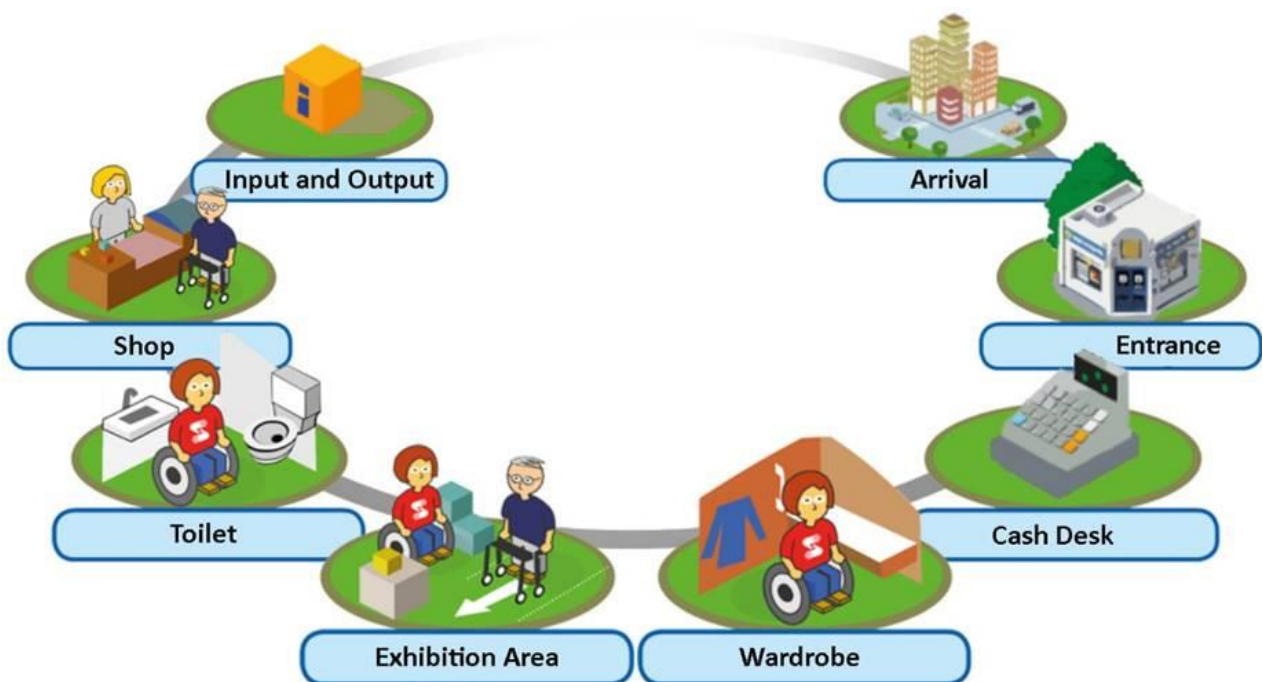 Input and Output
Arrival
Shop
Entrance
Toilet
Cash Desk
Exhibition Area
Wardrobe